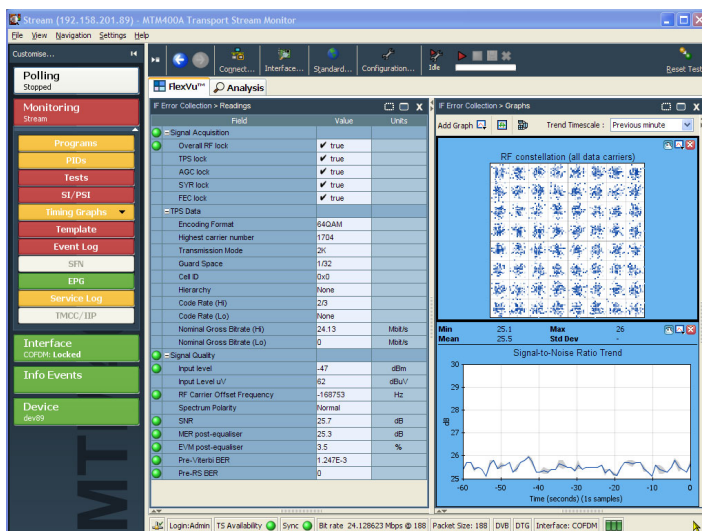 Stream (192.158.201.89) - MTM400A Transport Stream Monitor
File View Navigation Settings Help
Customise...
Polling
Stopped
Monitoring
Stream
Programs
PIDs
Tests
SI/PSI
Timing Graphs
Template
Event Log
SFN
EPG
Service Log
TMCC/IIP
Interface
COFDM: Locked
Info Events
Device
dev89
MTM
Connect... Interface... Standard... Configuration... Idle Reset Test
FlexVu™ Analysis
IF Error Collection > Readings
Field Value Units
Signal Acquisition
Overall RF lock true
TPS lock true
AGC lock true
SYR lock true
FEC lock true
TPS Data
Encoding Format 64QAM
Highest carrier number 1704
Transmission Mode 2K
Guard Space 1/32
Cell ID 0x0
Hierarchy None
Code Rate (Hi) 2/3
Code Rate (Lo) None
Nominal Gross Bitrate (Hi) 24.13 Mbit/s
Nominal Gross Bitrate (Lo) 0 Mbit/s
Signal Quality
Input level -47 dBm
Input Level uV 62 dBuV
RF Carrier Offset Frequency -168753 Hz
Spectrum Polarity Normal
SNR 25.7 dB
MER post-equaliser 25.3 dB
EVM post-equaliser 3.5 %
Pre-Viterbi BER 1.247E-3
Pre-RS BER 0
IF Error Collection > Graphs
Add Graph Trend Timescale : Previous minute
RF constellation (all data carriers)
Min 25.1 Max 26
Mean 25.5 Std Dev -
Signal-to-Noise Ratio Trend
30
29
28
27
26
25
dB
-60 -50 -40 -30 -20 -10 0
Time (seconds) (1s samples)
Login:Admin TS Availability Sync Bit rate 24.128623 Mbps @ 188 Packet Size: 188 DVB DTG Interface: COFDM